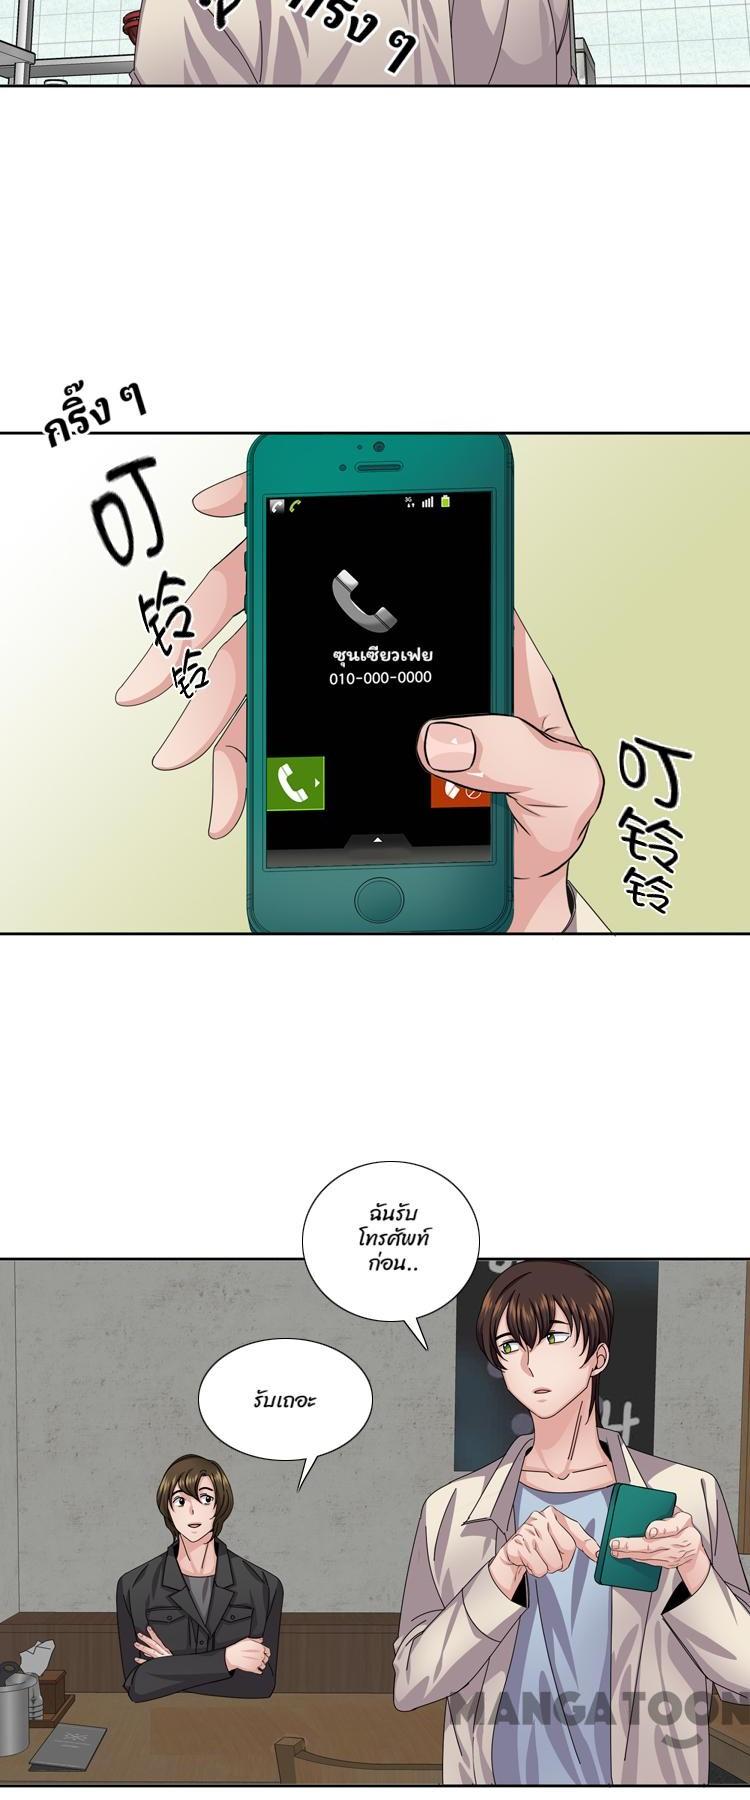 กริ๊ง ๆ
กริ๊ง ๆ
叮
铃
铃
3G
ซุนเซียวเฟย
010-000-0000
叮
铃
铃
ฉันรับ
โทรศัพท์
ก่อน..
รับเถอะ
MANGATOON